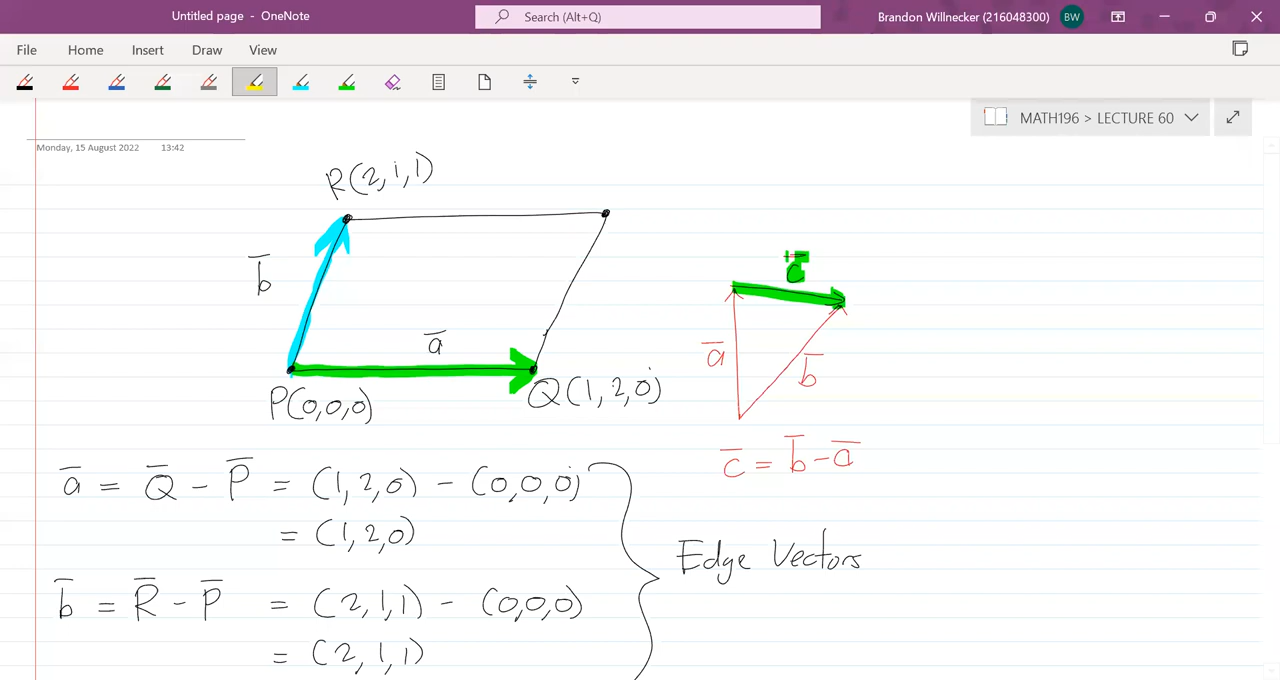 Untitled page - OneNote
Search (Alt+Q)
Brandon Willnecker (216048300)
BW
File Home Insert Draw View
MATH196 > LECTURE 60
Monday, 15 August 2022 13:42
R(2,1,1)
b̅
a̅
P(0,0,0)
Q(1,2,0)
c̅
a̅
b̅
c̅ = b̅ - a̅
a̅ = Q̅ - P̅ = (1,2,0) - (0,0,0)
= (1,2,0)
Edge Vectors
b̅ = R̅ - P̅ = (2,1,1) - (0,0,0)
= (2,1,1)